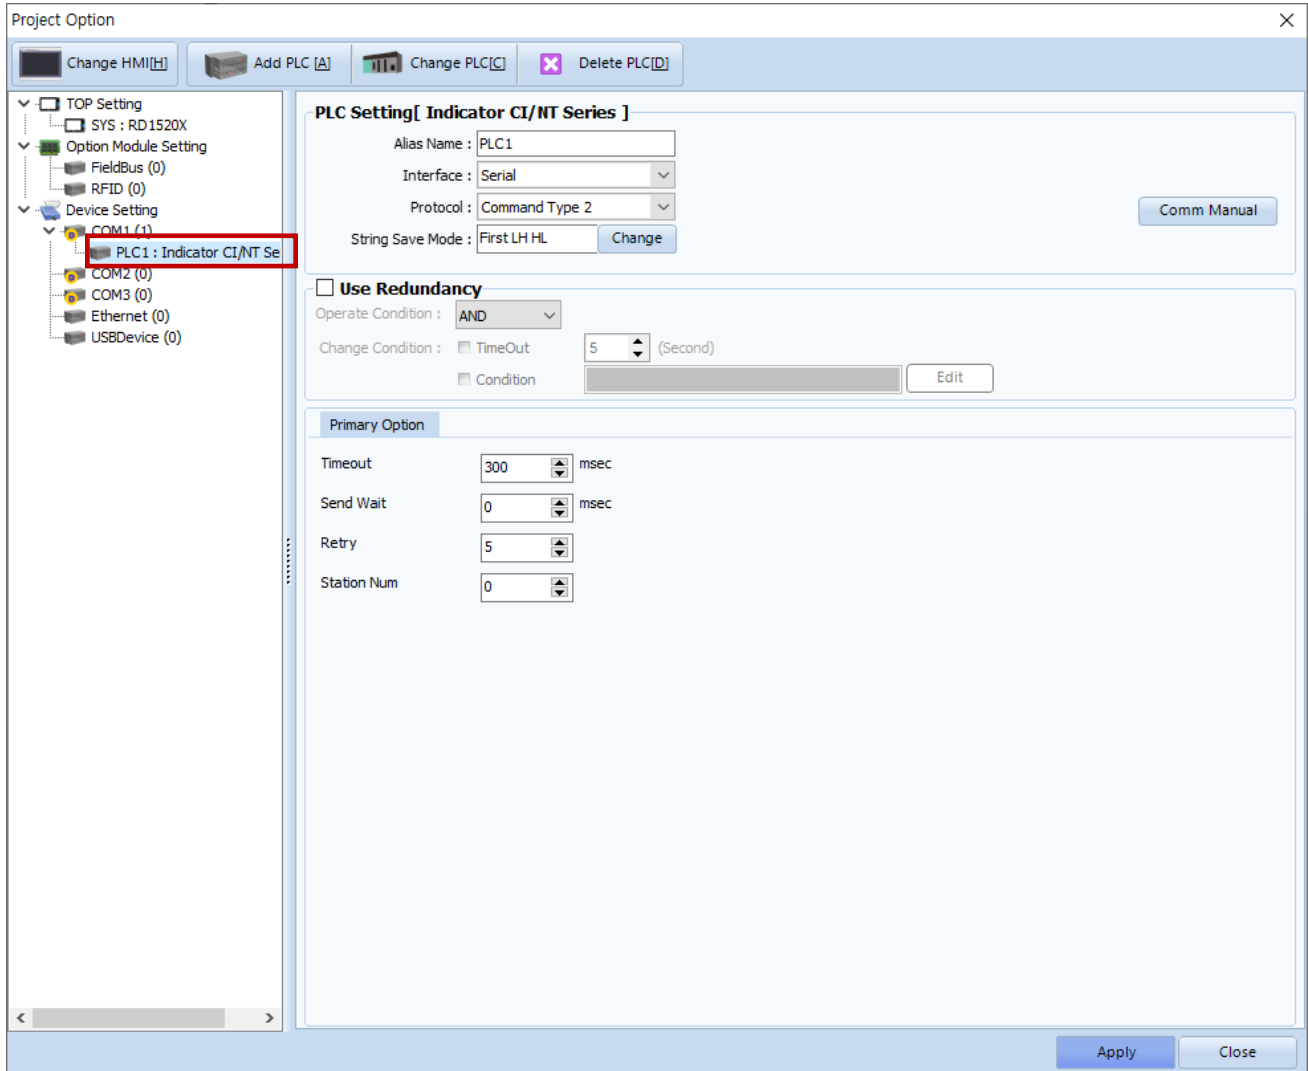 Project Option
Change HMI[H]
Add PLC [A]
Change PLC[C]
Delete PLC[D]
TOP Setting
SYS : RD1520X
Option Module Setting
FieldBus (0)
RFID (0)
Device Setting
COM1 (1)
PLC1 : Indicator CI/NT Se
COM2 (0)
COM3 (0)
Ethernet (0)
USBDevice (0)
PLC Setting[ Indicator CI/NT Series ]
Alias Name : PLC1
Interface : Serial
Protocol : Command Type 2
Comm Manual
String Save Mode : First LH HL Change
Use Redundancy
Operate Condition : AND
Change Condition : TimeOut 5 (Second)
Condition Edit
Primary Option
Timeout 300 msec
Send Wait 0 msec
Retry 5
Station Num 0
Apply Close